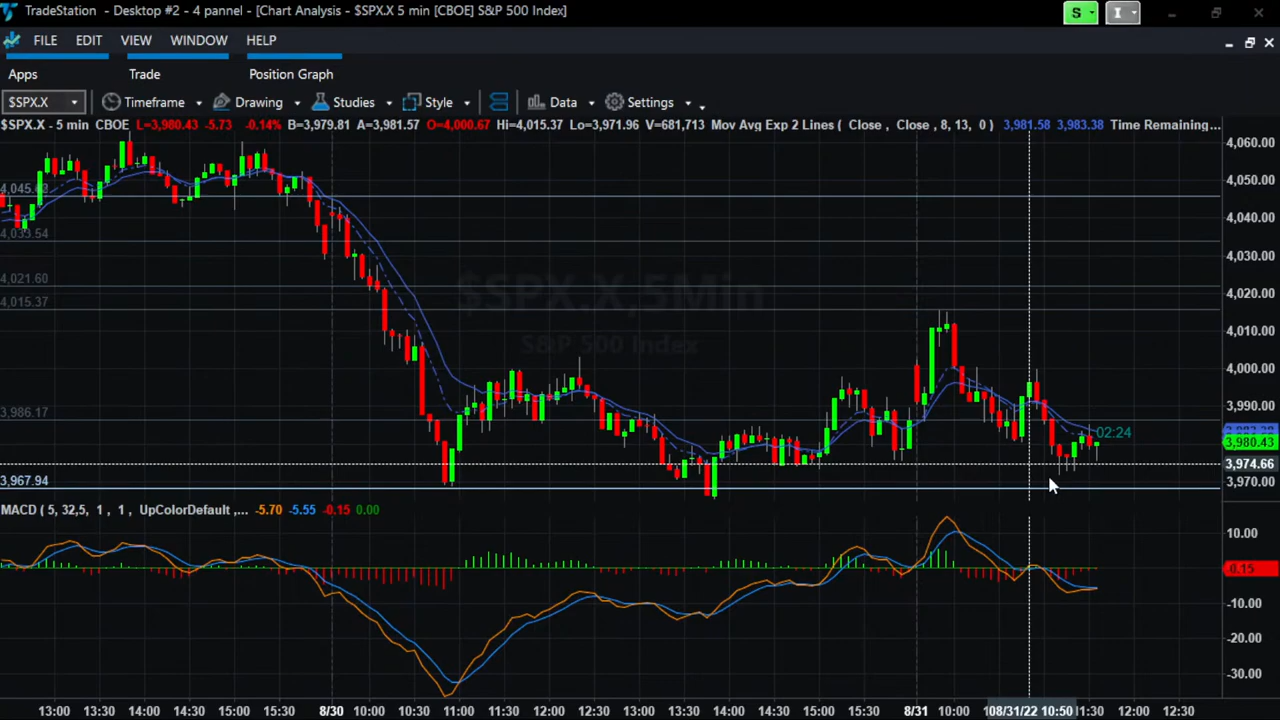 TradeStation - Desktop #2 - 4 pannel - [Chart Analysis - $SPX.X 5 min [CBOE] S&P 500 Index]
S I
FILE EDIT VIEW WINDOW HELP
Apps Trade Position Graph
$SPX.X Timeframe Drawing Studies Style Data Settings
$SPX.X - 5 min CBOE L=3,980.43 -5.73 -0.14% B=3,979.81 A=3,981.57 O=4,000.67 Hi=4,015.37 Lo=3,971.96 V=681,713 Mov Avg Exp 2 Lines ( Close , Close , 8, 13, 0 ) 3,981.58 3,983.38 Time Remaining...
4,060.00
4,050.00
4,045.62
4,040.00
4,033.54
4,030.00
4,021.60
4,020.00
4,015.37
$SPX.X,5Min
4,010.00
S&P 500 Index
4,000.00
3,990.00
3,986.17
02:24
3,980.43
3,974.66
3,967.94
3,970.00
MACD ( 5, 32,5, 1 , 1 , UpColorDefault ,... -5.70 -5.55 -0.15 0.00
10.00
-0.15
-10.00
-20.00
-30.00
13:00 13:30 14:00 14:30 15:00 15:30 8/30 10:00 10:30 11:00 11:30 12:00 12:30 13:00 13:30 14:00 14:30 15:00 15:30 8/31 10:00 08/31/22 10:50 11:30 12:00 12:30